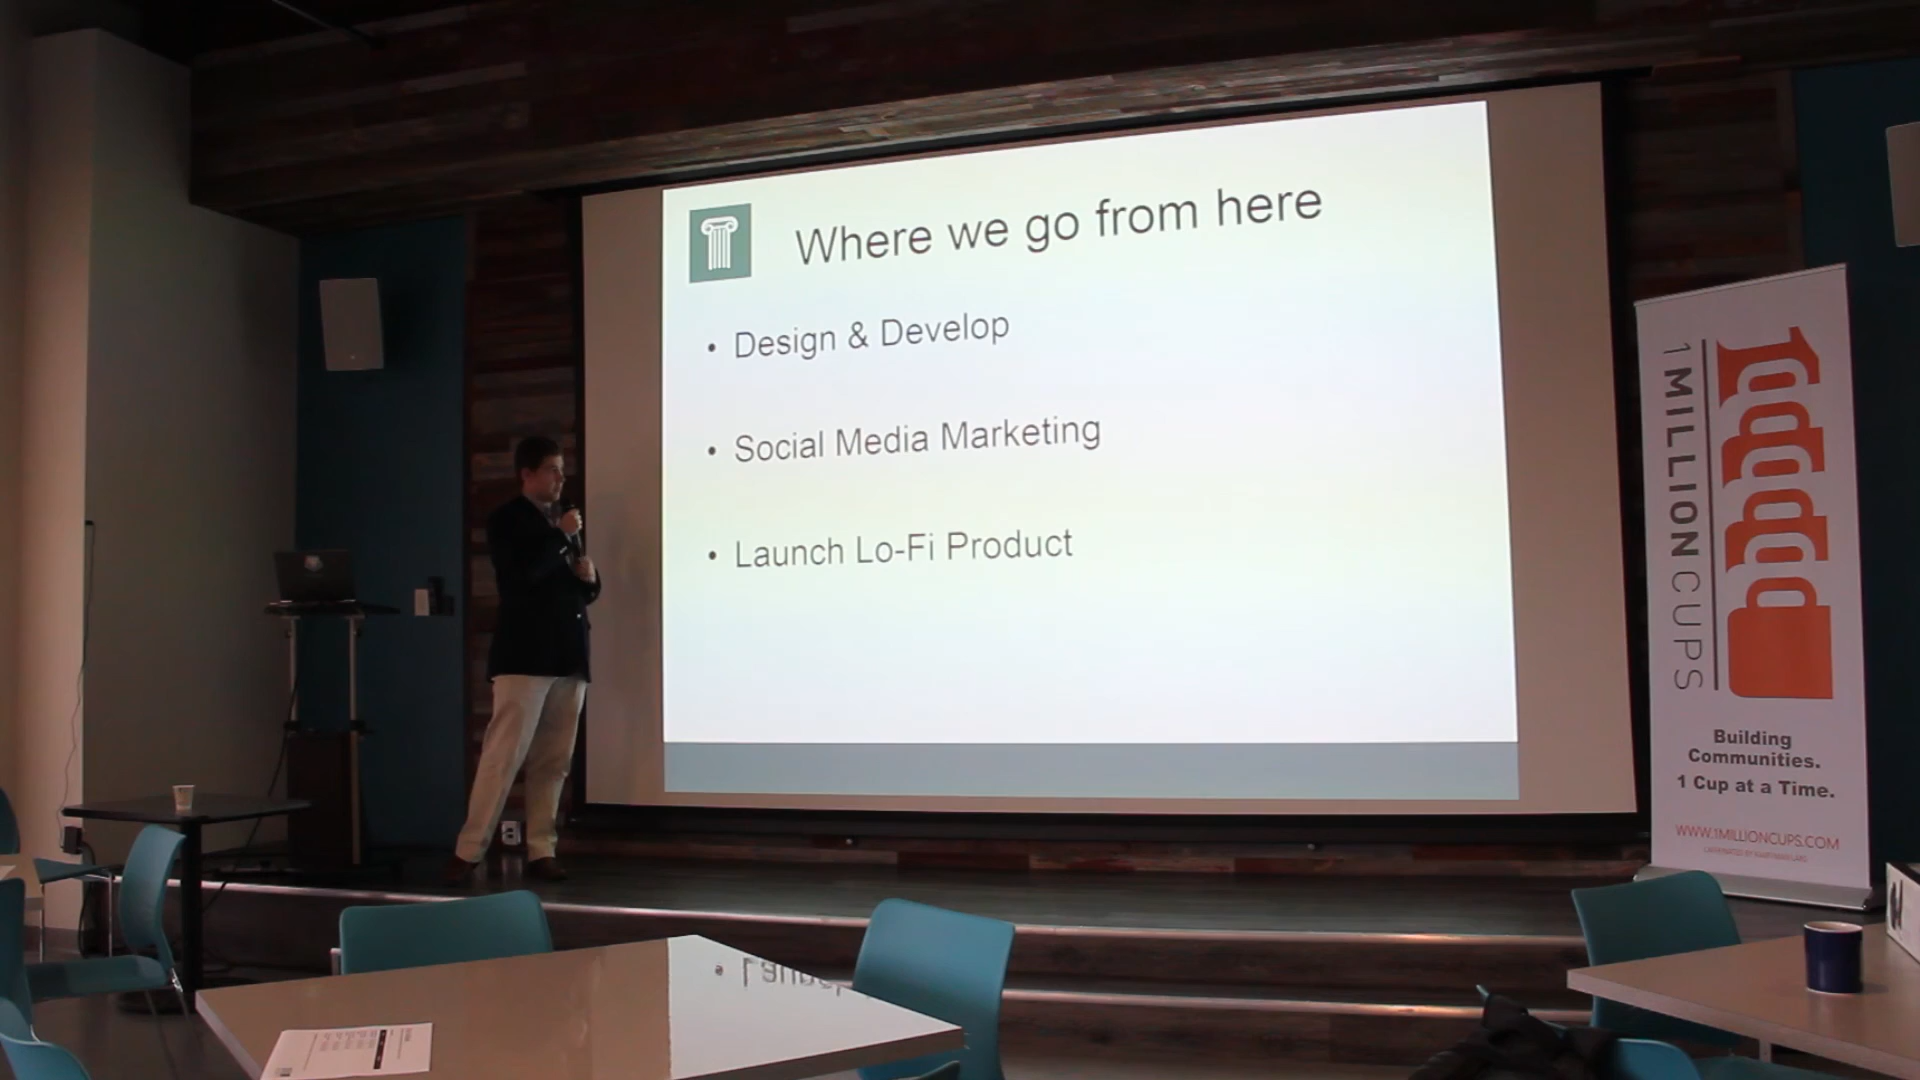 Where we go from here
• Design & Develop
• Social Media Marketing
• Launch Lo-Fi Product
1 MILLION CUPS
Building
Communities.
1 Cup at a Time.
WWW.1MILLIONCUPS.COM